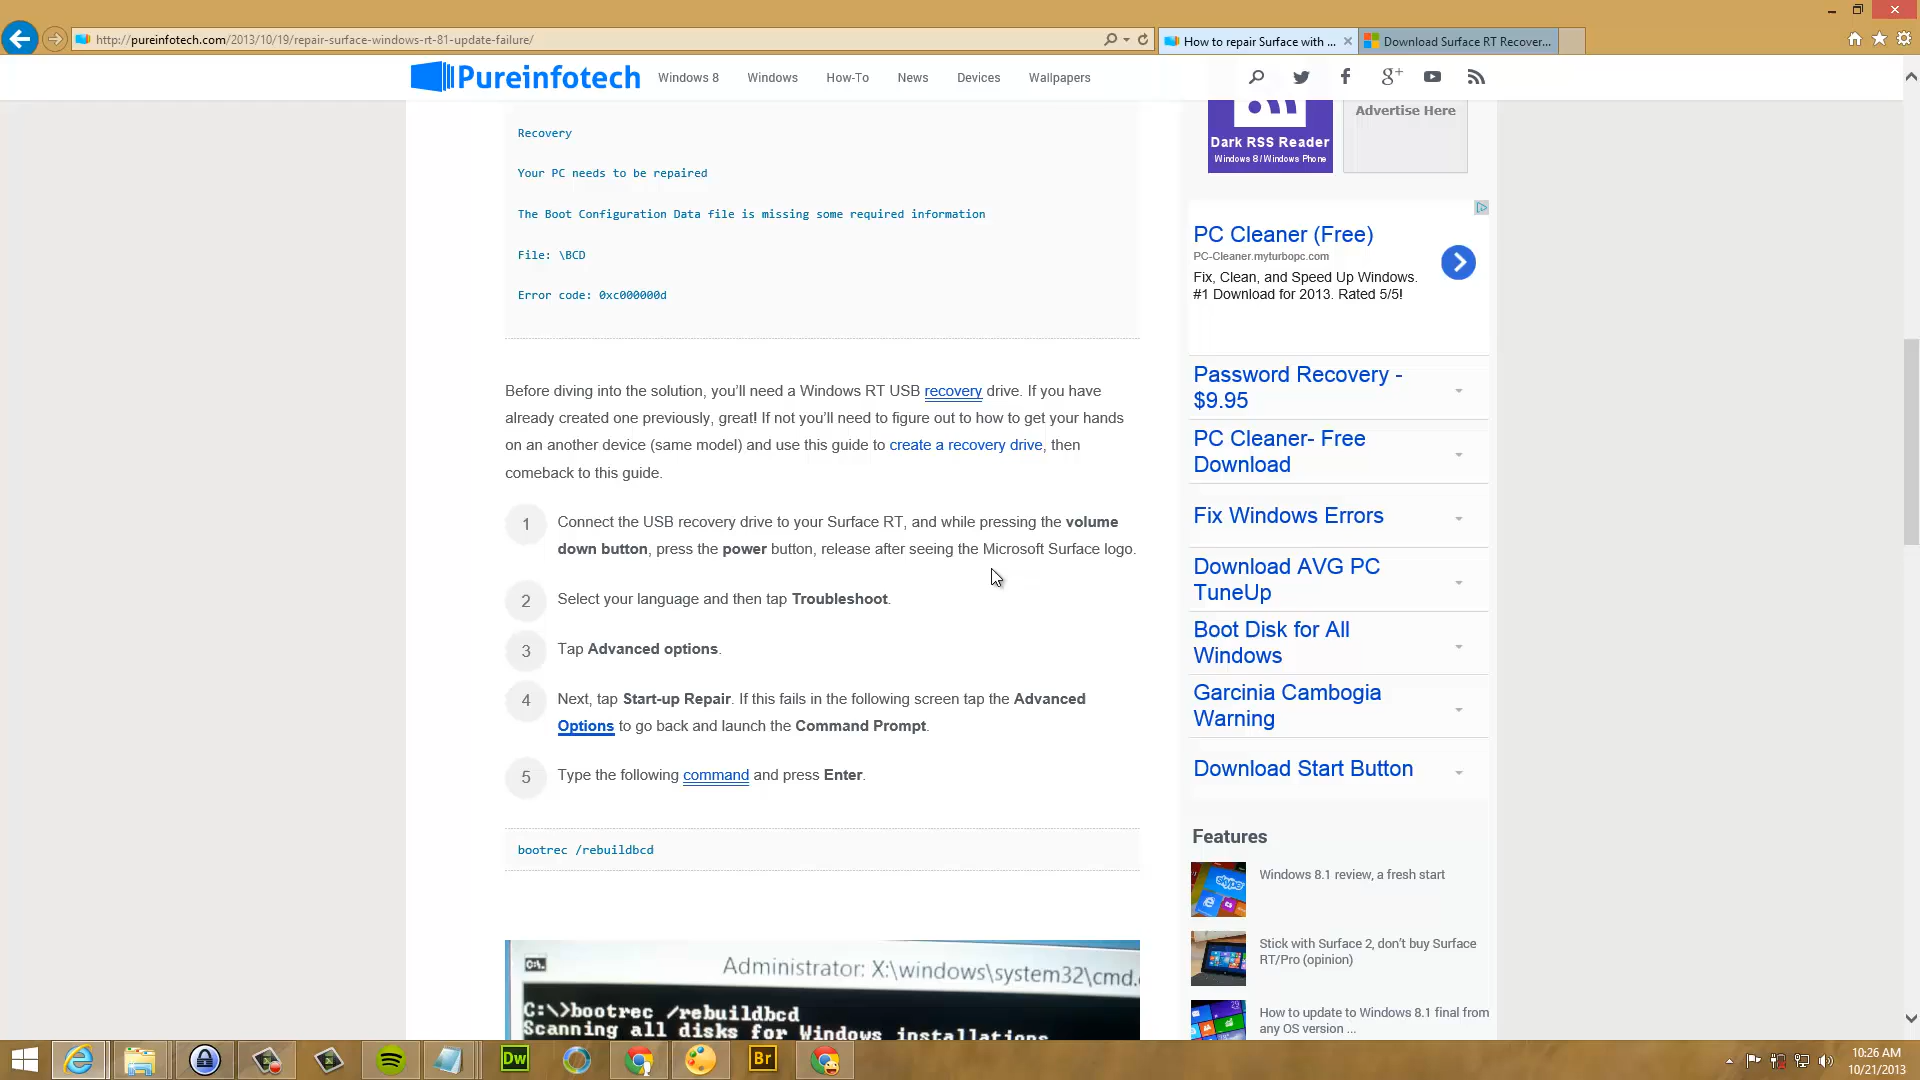 http://pureinfotech.com/2013/10/19/repair-surface-windows-rt-81-update-failure/
How to repair Surface with ...
Download Surface RT Recover...
Pureinfotech
Windows 8
Windows
How-To
News
Devices
Wallpapers
Recovery
Your PC needs to be repaired
The Boot Configuration Data file is missing some required information
File: \BCD
Error code: 0xc000000d
Before diving into the solution, you'll need a Windows RT USB recovery drive. If you have
already created one previously, great! If not you'll need to figure out to how to get your hands
on an another device (same model) and use this guide to create a recovery drive, then
comeback to this guide.
1
Connect the USB recovery drive to your Surface RT, and while pressing the volume
down button, press the power button, release after seeing the Microsoft Surface logo.
2
Select your language and then tap Troubleshoot.
3
Tap Advanced options.
4
Next, tap Start-up Repair. If this fails in the following screen tap the Advanced
Options to go back and launch the Command Prompt.
5
Type the following command and press Enter.
bootrec /rebuildbcd
Administrator: X:\windows\system32\cmd.
C:\>bootrec /rebuildbcd
Scanning all disks for Windows installations
Dark RSS Reader
Windows 8 / Windows Phone
Advertise Here
PC Cleaner (Free)
PC-Cleaner.myturbopc.com
Fix, Clean, and Speed Up Windows.
#1 Download for 2013. Rated 5/5!
Password Recovery -
$9.95
PC Cleaner- Free
Download
Fix Windows Errors
Download AVG PC
TuneUp
Boot Disk for All
Windows
Garcinia Cambogia
Warning
Download Start Button
Features
Windows 8.1 review, a fresh start
Stick with Surface 2, don't buy Surface
RT/Pro (opinion)
How to update to Windows 8.1 final from
any OS version ...
Dw
Br
10:26 AM
10/21/2013